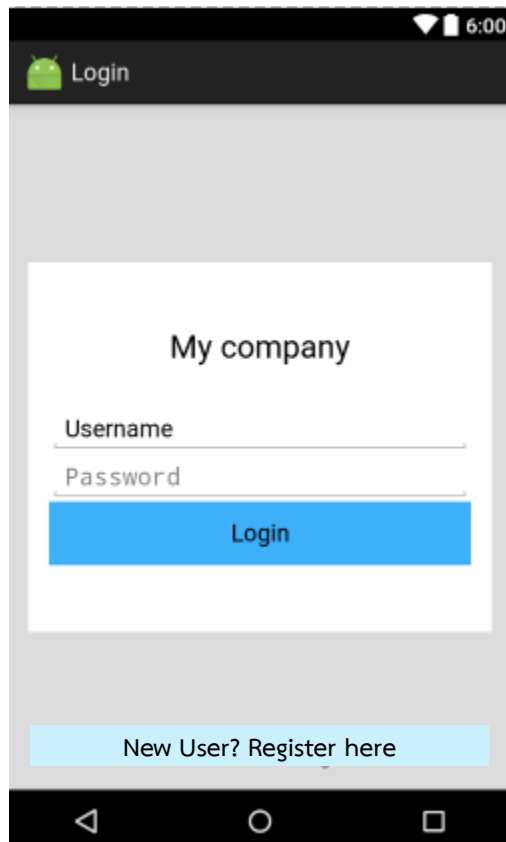 6:00
Login
My company
Username
Password
Login
New User? Register here